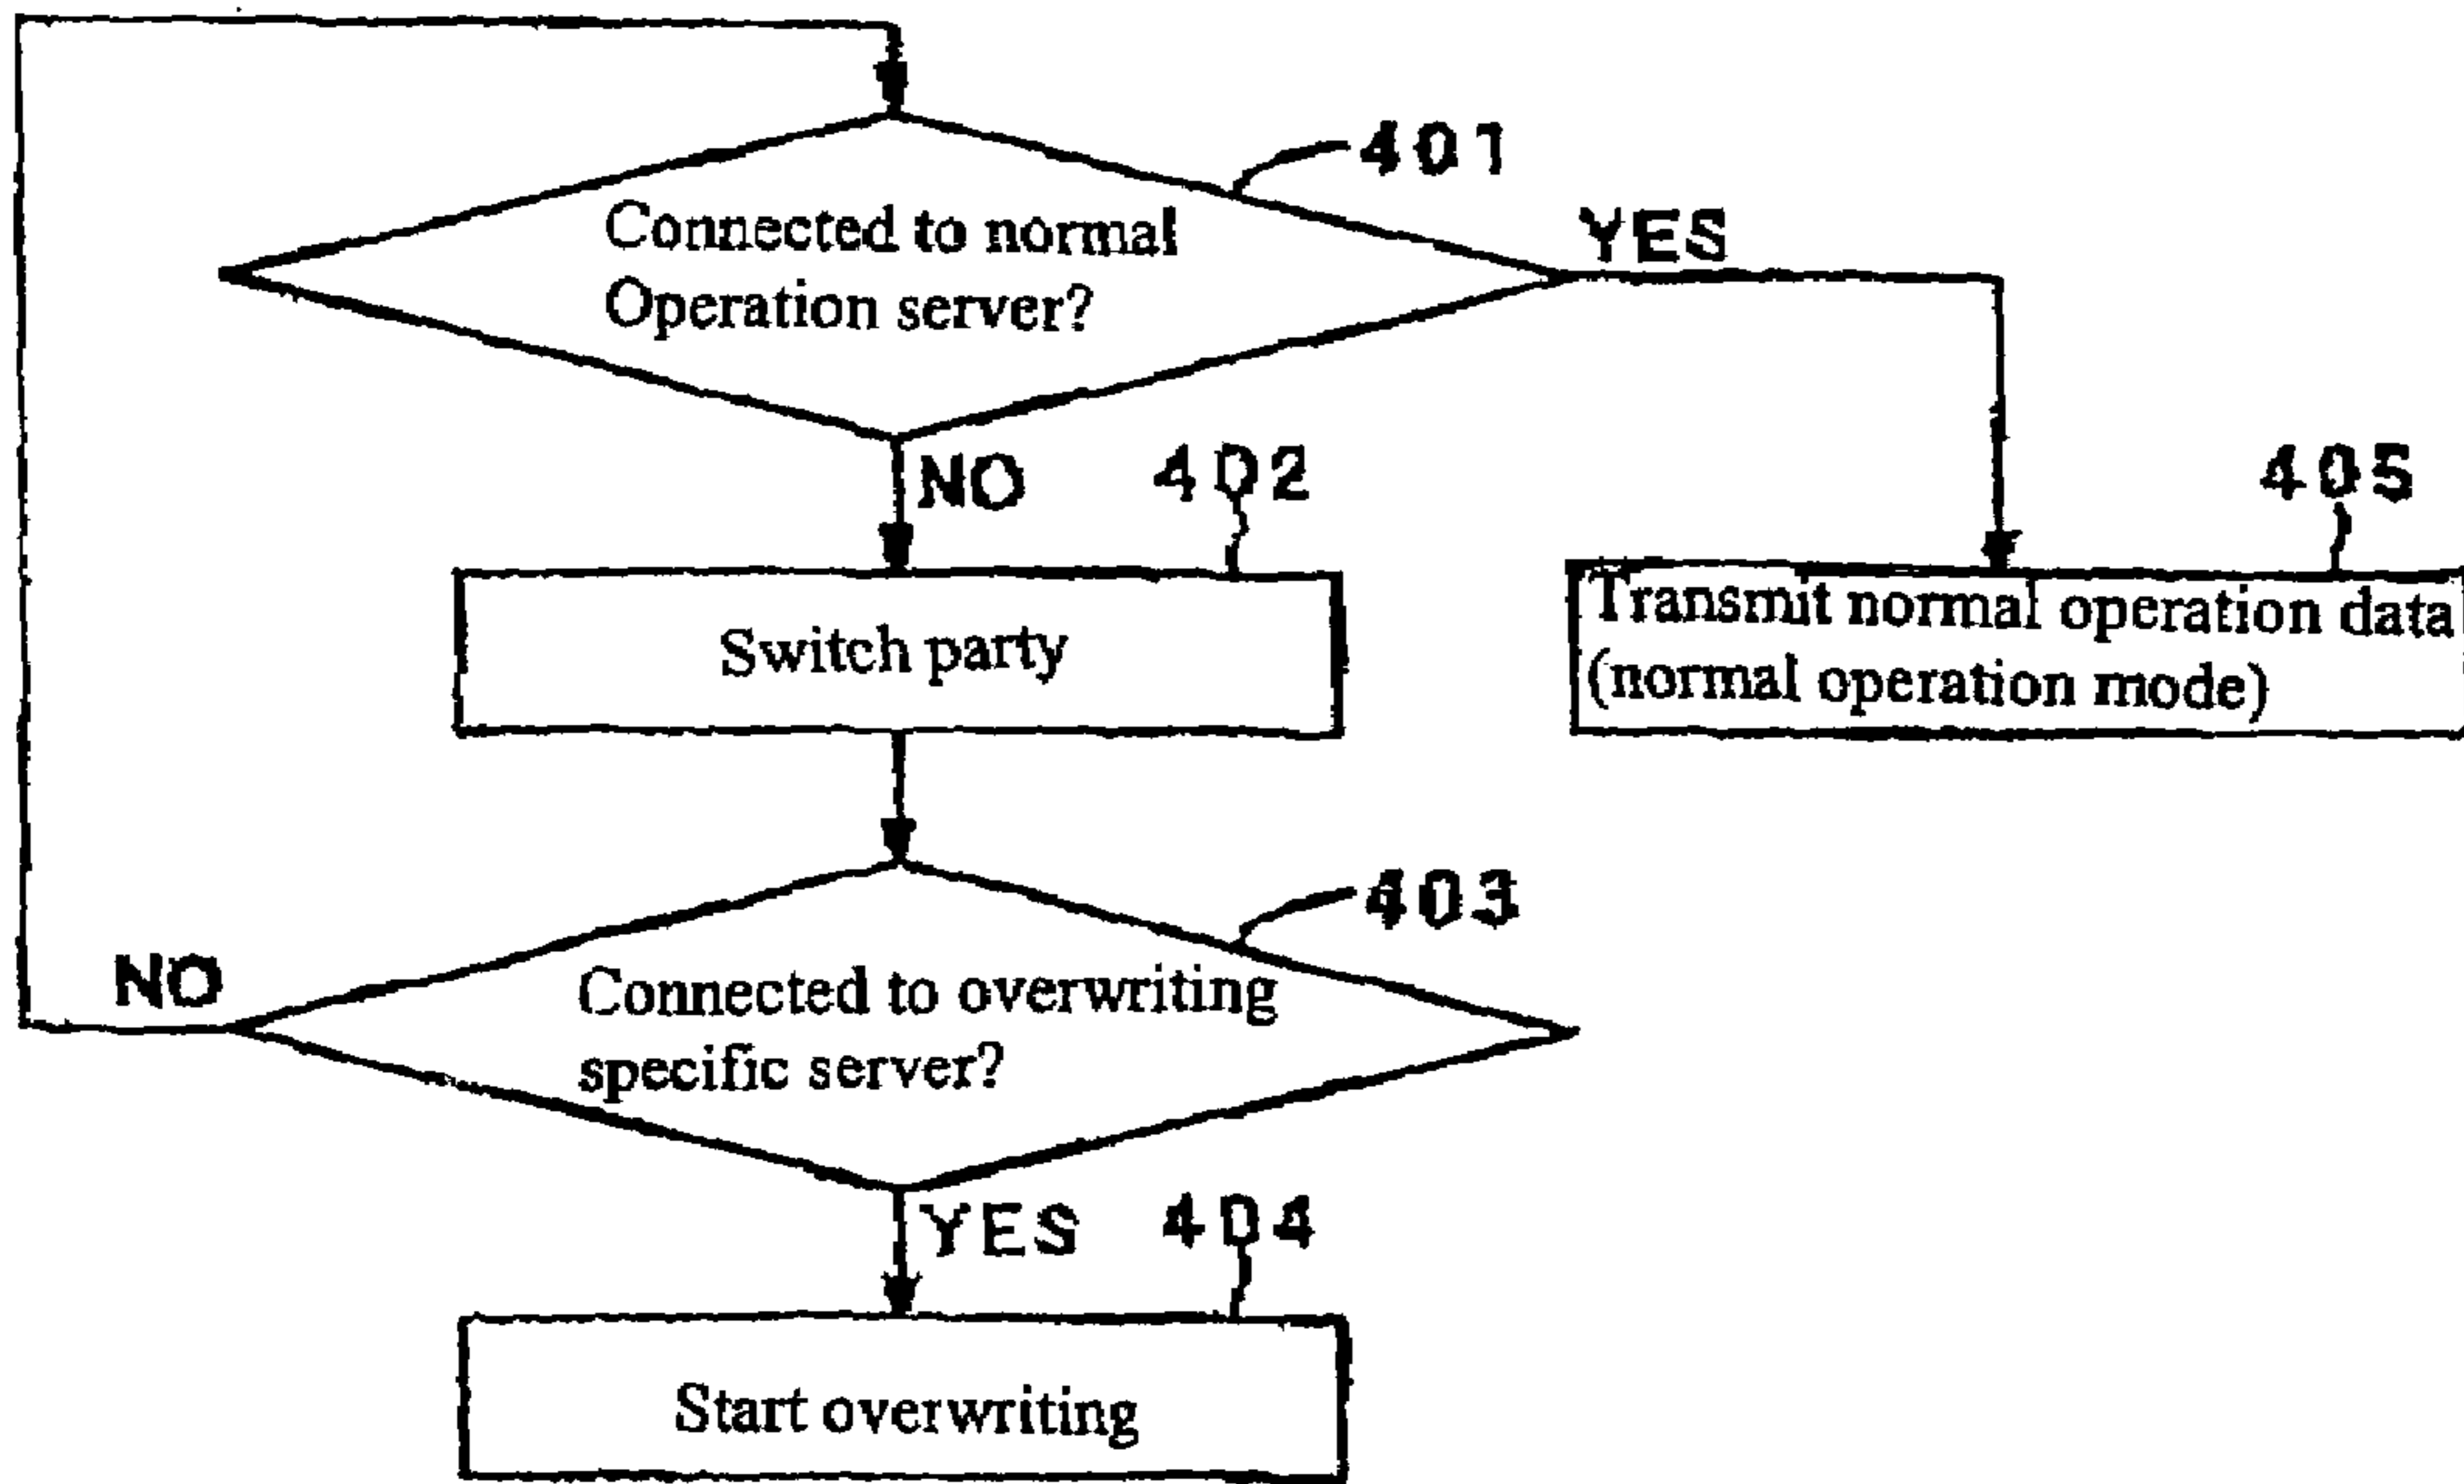 401
Connected to normal
Operation server?
YES
NO
402
405
Switch party
Transmit normal operation data
(normal operation mode)
403
NO
Connected to overwriting
specific server?
YES
404
Start overwriting